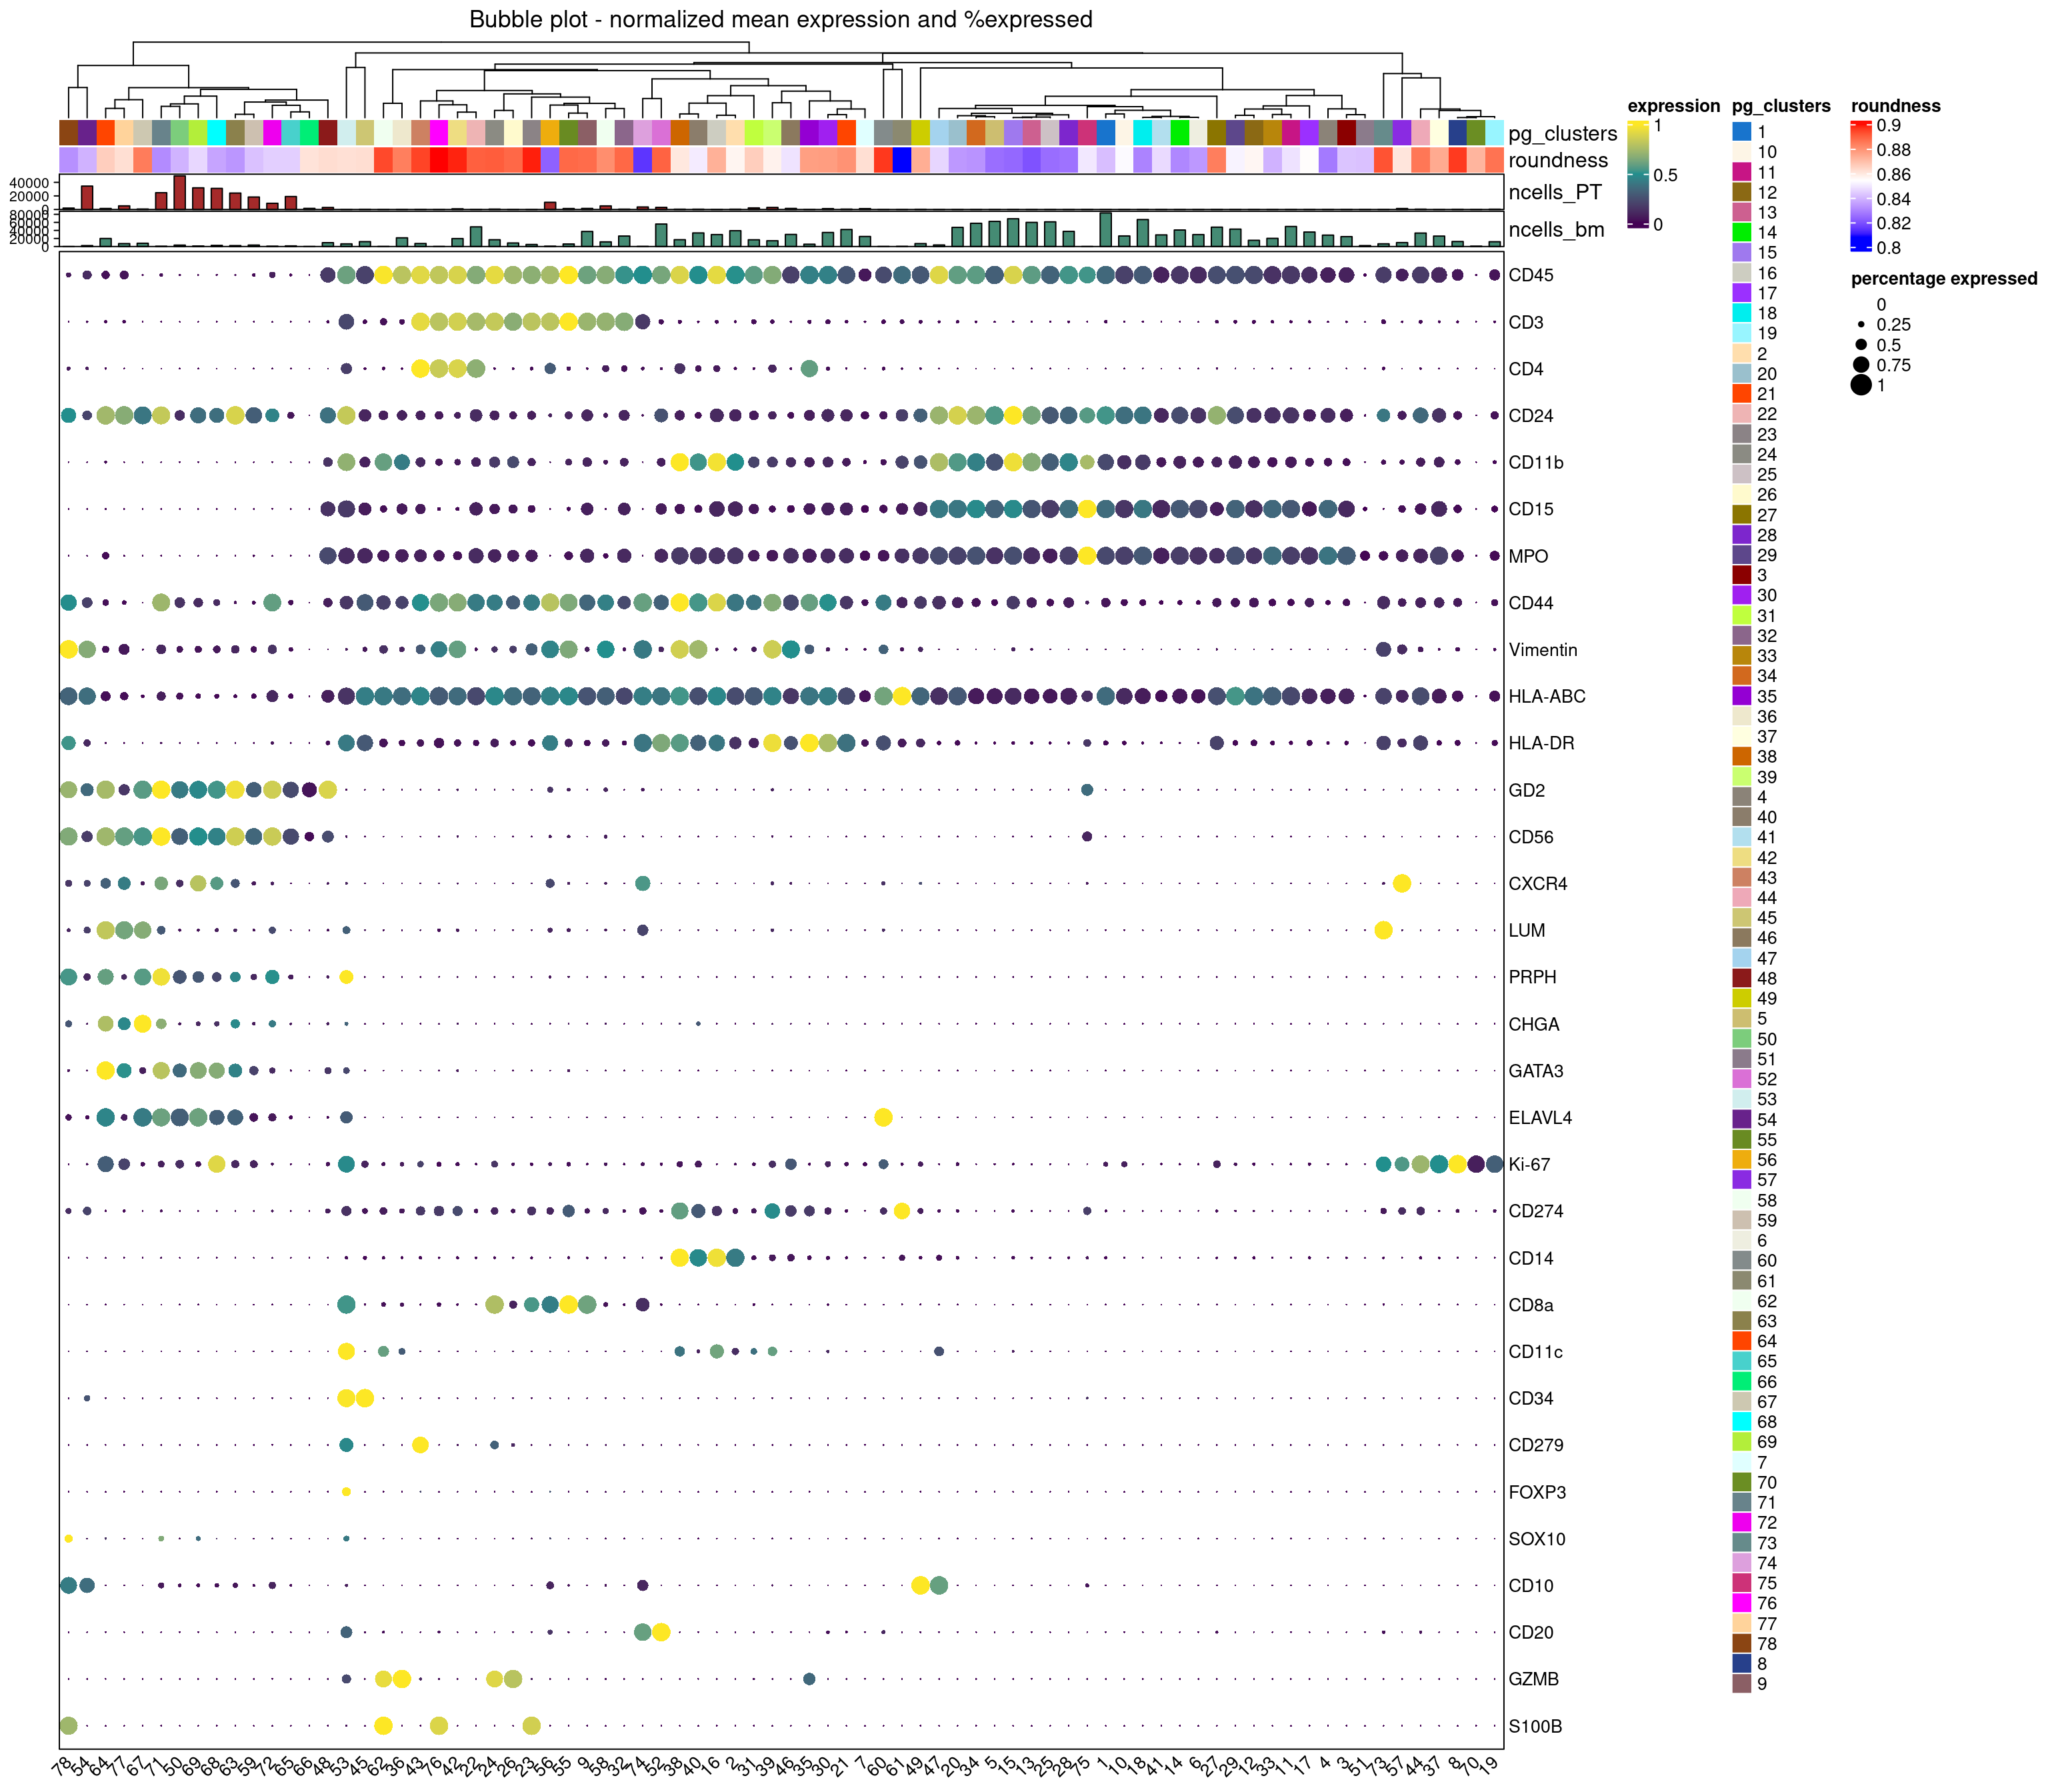 Bubble plot - normalized mean expression and %expressed
pg_clusters
roundness
40000
20000
0
ncells_PT
80000
60000
40000
20000
0
ncells_bm
CD45
CD3
CD4
CD24
CD11b
CD15
MPO
CD44
Vimentin
HLA-ABC
HLA-DR
GD2
CD56
CXCR4
LUM
PRPH
CHGA
GATA3
ELAVL4
Ki-67
CD274
CD14
CD8a
CD11c
CD34
CD279
FOXP3
SOX10
CD10
CD20
GZMB
S100B
78 54 64 77 67 71 50 69 68 63 59 72 65 66 48 53 45 62 36 43 76 42 22 24 26 23 56 55 9 58 32 74 52 38 40 16 2 31 39 46 35 30 21 7 60 61 49 47 20 34 5 15 13 25 28 75 1 10 18 41 14 6 27 29 12 33 11 17 4 3 51 73 57 44 37 8 70 19
expression
1
0.5
0
pg_clusters
1
10
11
12
13
14
15
16
17
18
19
2
20
21
22
23
24
25
26
27
28
29
3
30
31
32
33
34
35
36
37
38
39
4
40
41
42
43
44
45
46
47
48
49
5
50
51
52
53
54
55
56
57
58
59
6
60
61
62
63
64
65
66
67
68
69
7
70
71
72
73
74
75
76
77
78
8
9
roundness
0.9
0.88
0.86
0.84
0.82
0.8
percentage expressed
0
0.25
0.5
0.75
1